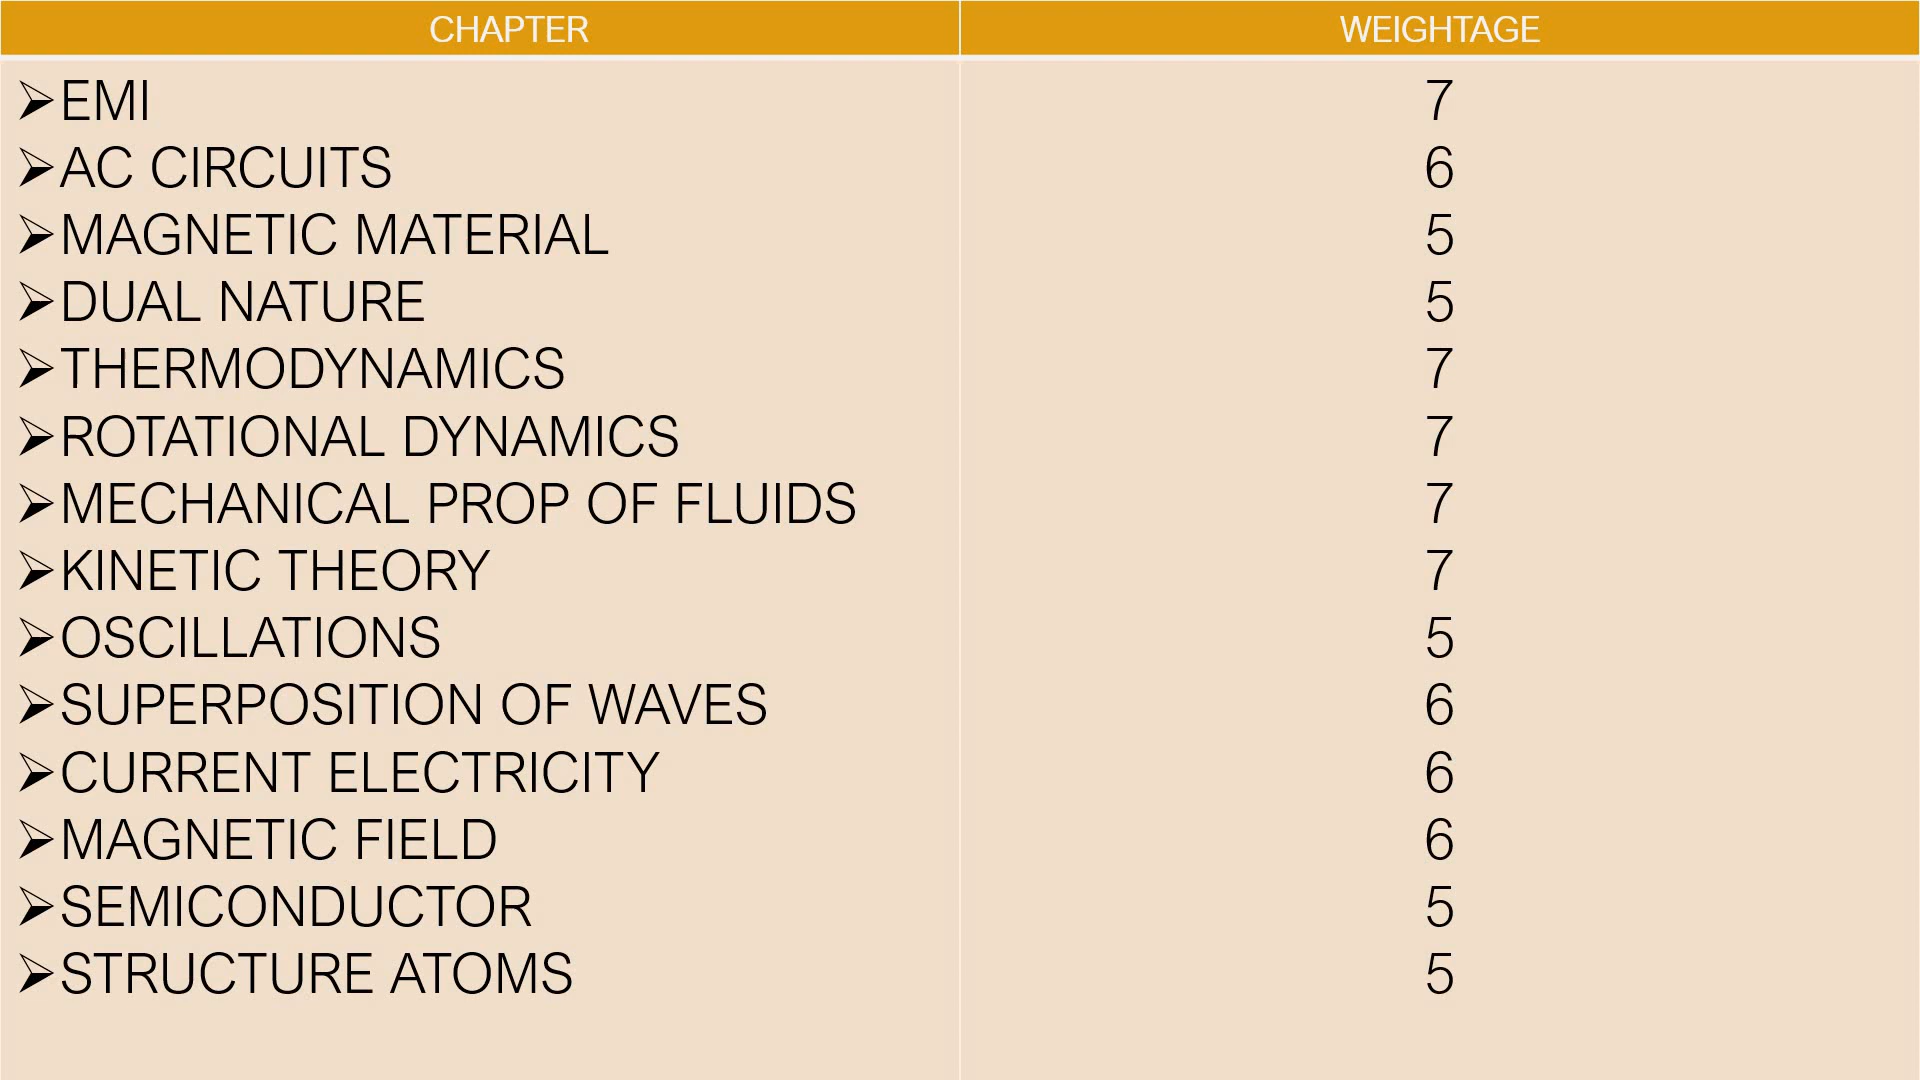 CHAPTER WEIGHTAGE
➢EMI 7
➢AC CIRCUITS 6
➢MAGNETIC MATERIAL 5
➢DUAL NATURE 5
➢THERMODYNAMICS 7
➢ROTATIONAL DYNAMICS 7
➢MECHANICAL PROP OF FLUIDS 7
➢KINETIC THEORY 7
➢OSCILLATIONS 5
➢SUPERPOSITION OF WAVES 6
➢CURRENT ELECTRICITY 6
➢MAGNETIC FIELD 6
➢SEMICONDUCTOR 5
➢STRUCTURE ATOMS 5